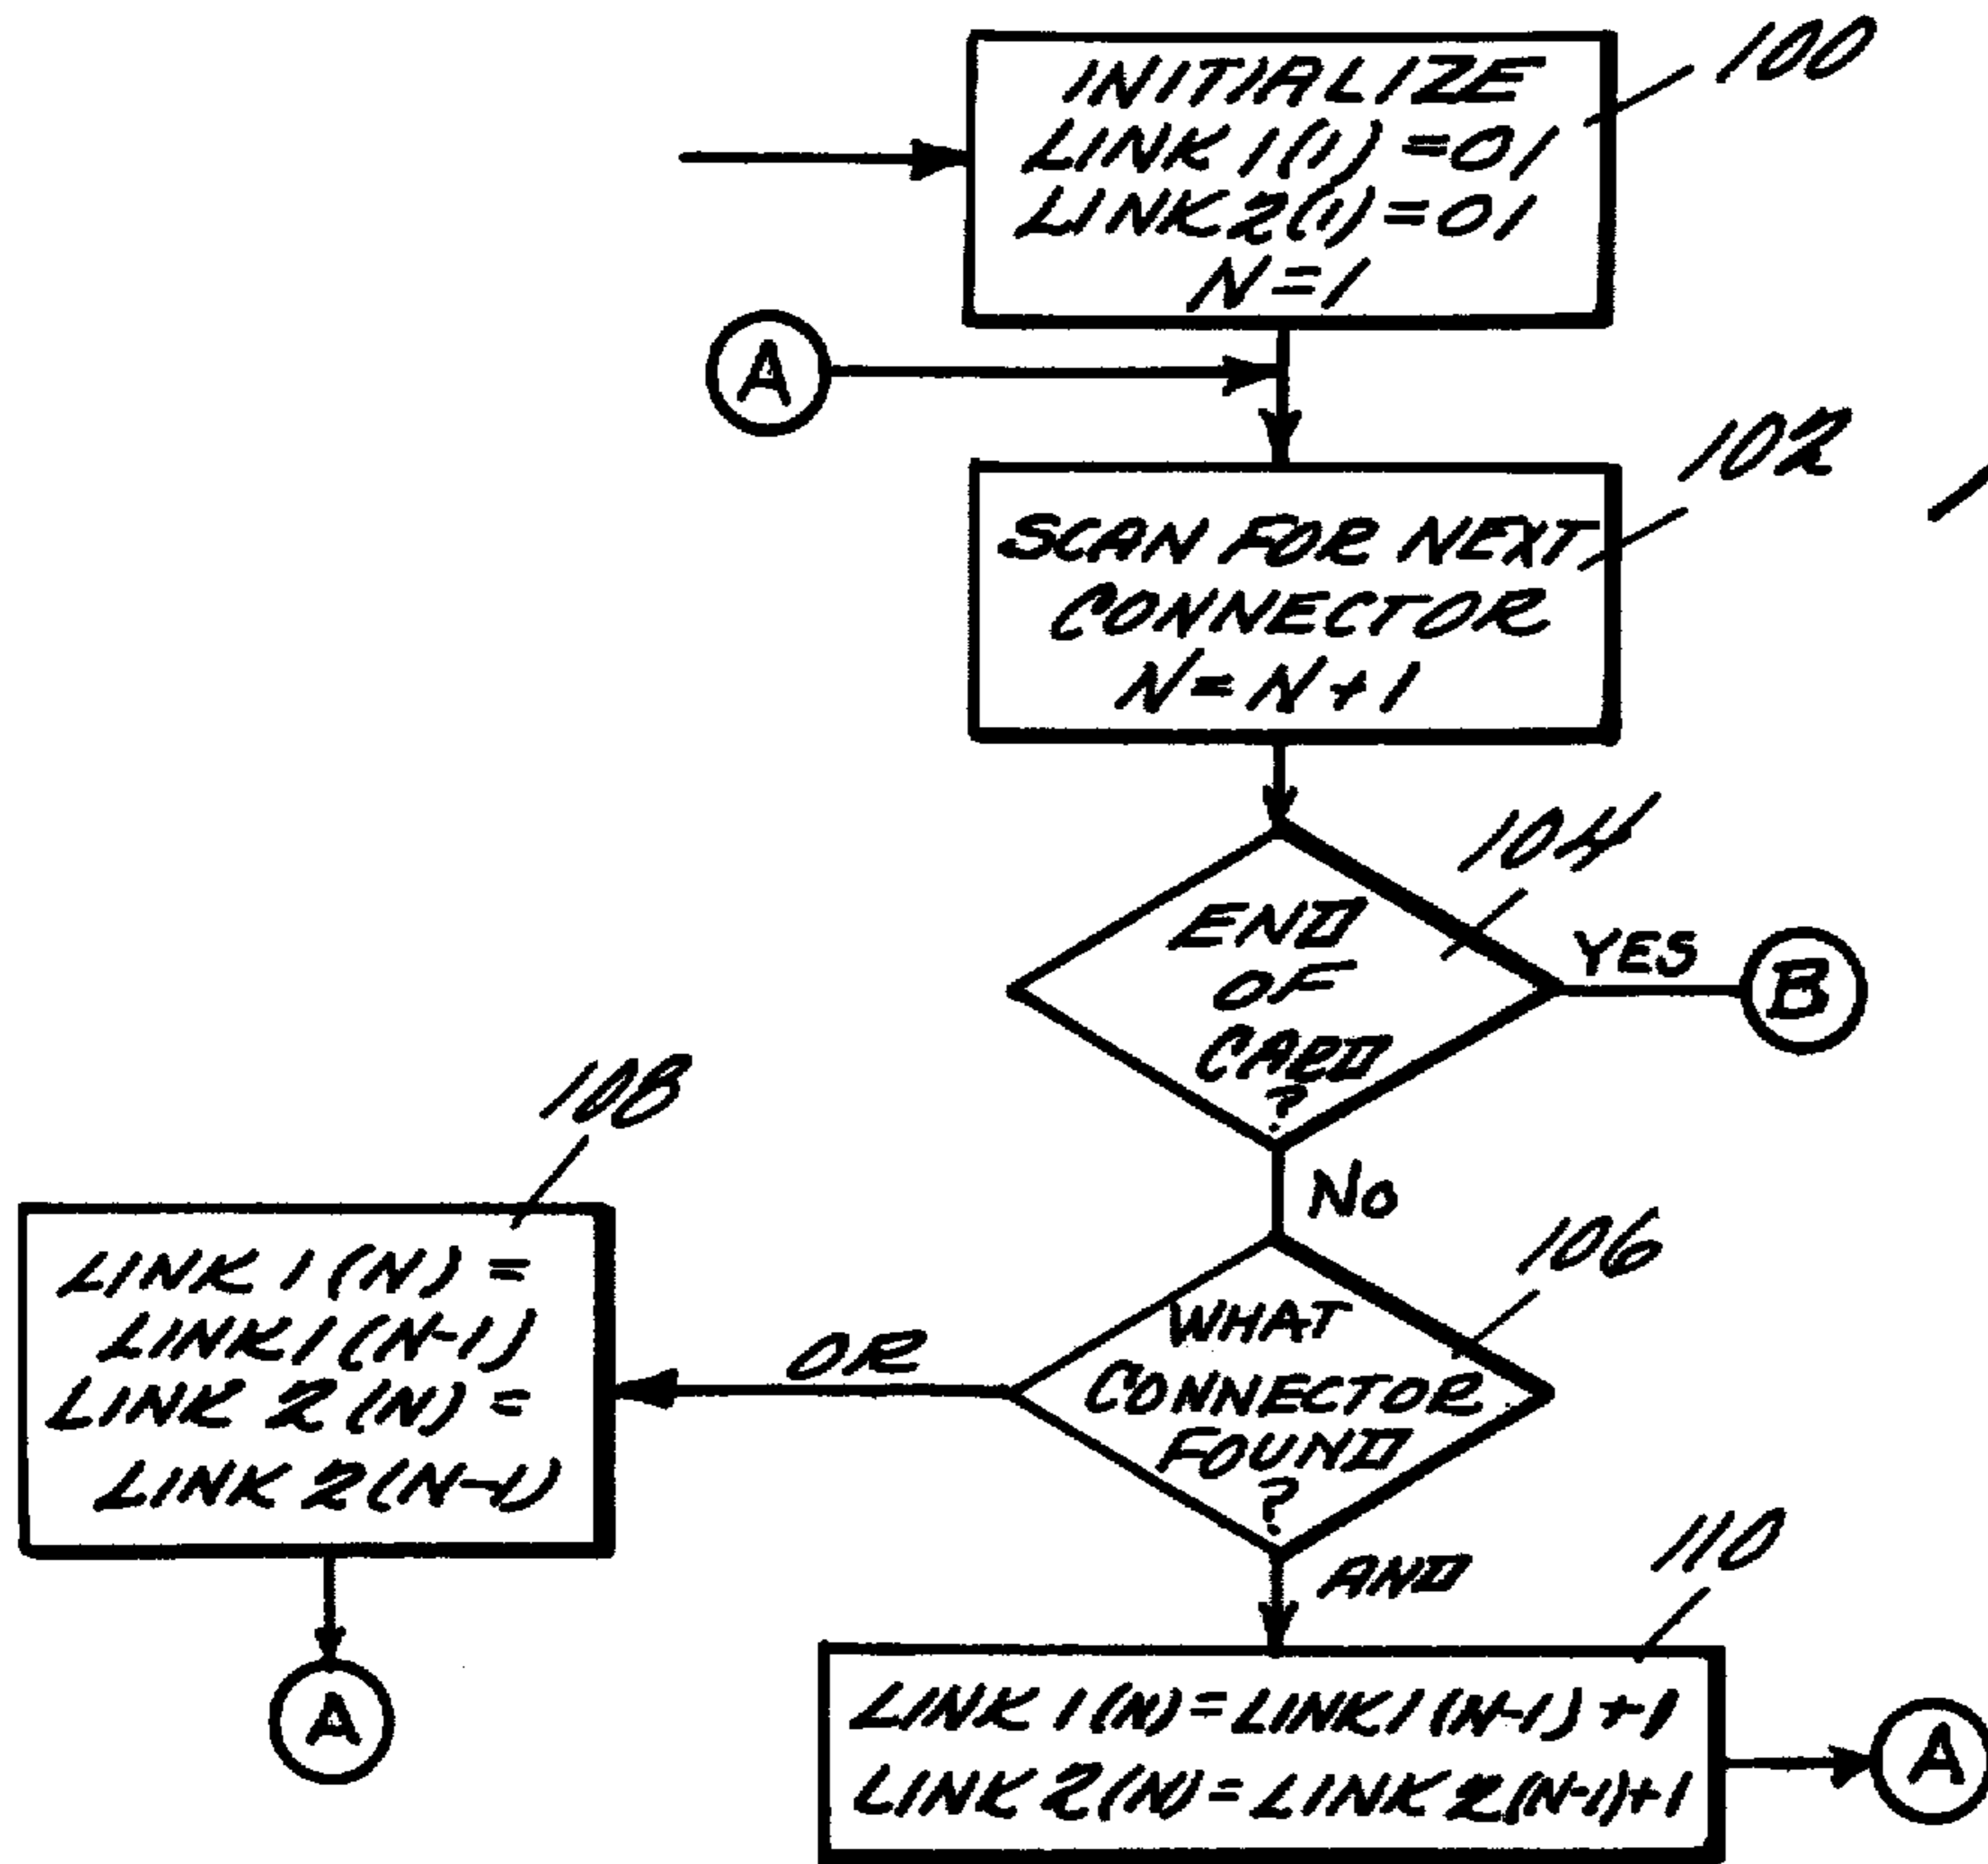 100
INITIALIZE
LINK 1(1) = 01
LINK 2(1) = 01
N = 1
A
102
SCAN FOR NEXT
CONNECTOR
N = N + 1
104
END
OF
CARD
?
YES
B
NO
108
LINK 1 (N) =
LINK 1 (N-1)
LINK 2 (N) =
LINK 2 (N-1)
A
OR
106
WHAT
CONNECTOR
FOUND
?
AND
110
LINK 1 (N) = LINK 1 (N-1) + 1
LINK 2 (N) = LINK 2 (N-1) + 1
A